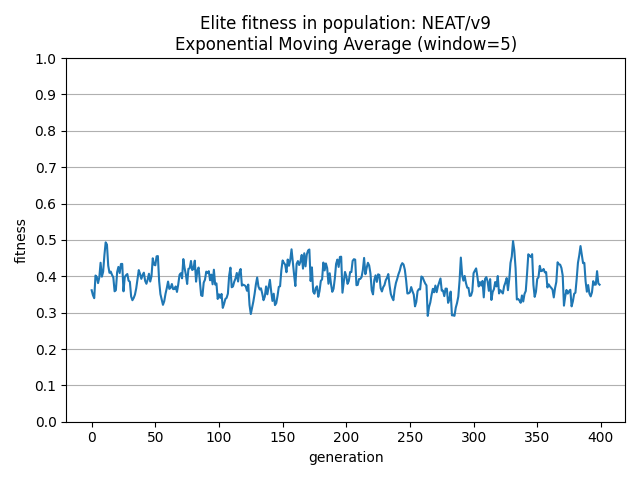 Elite fitness in population: NEAT/v9
Exponential Moving Average (window=5)
1.0
0.9
0.8
0.7
0.6
0.5
0.4
0.3
0.2
0.1
0.0
fitness
0 50 100 150 200 250 300 350 400
generation